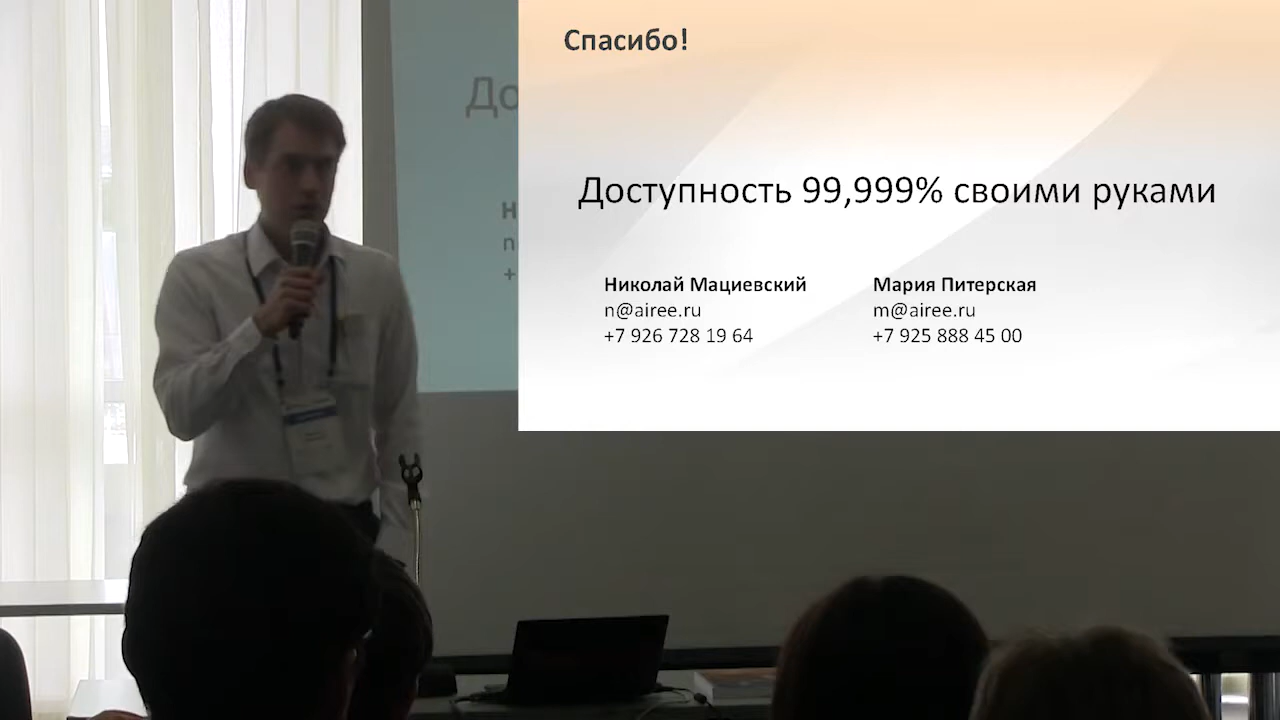 Спасибо!
До
Доступность 99,999% своими руками
Николай Мациевский
n@airee.ru
+7 926 728 19 64
Мария Питерская
m@airee.ru
+7 925 888 45 00
Н
n
+